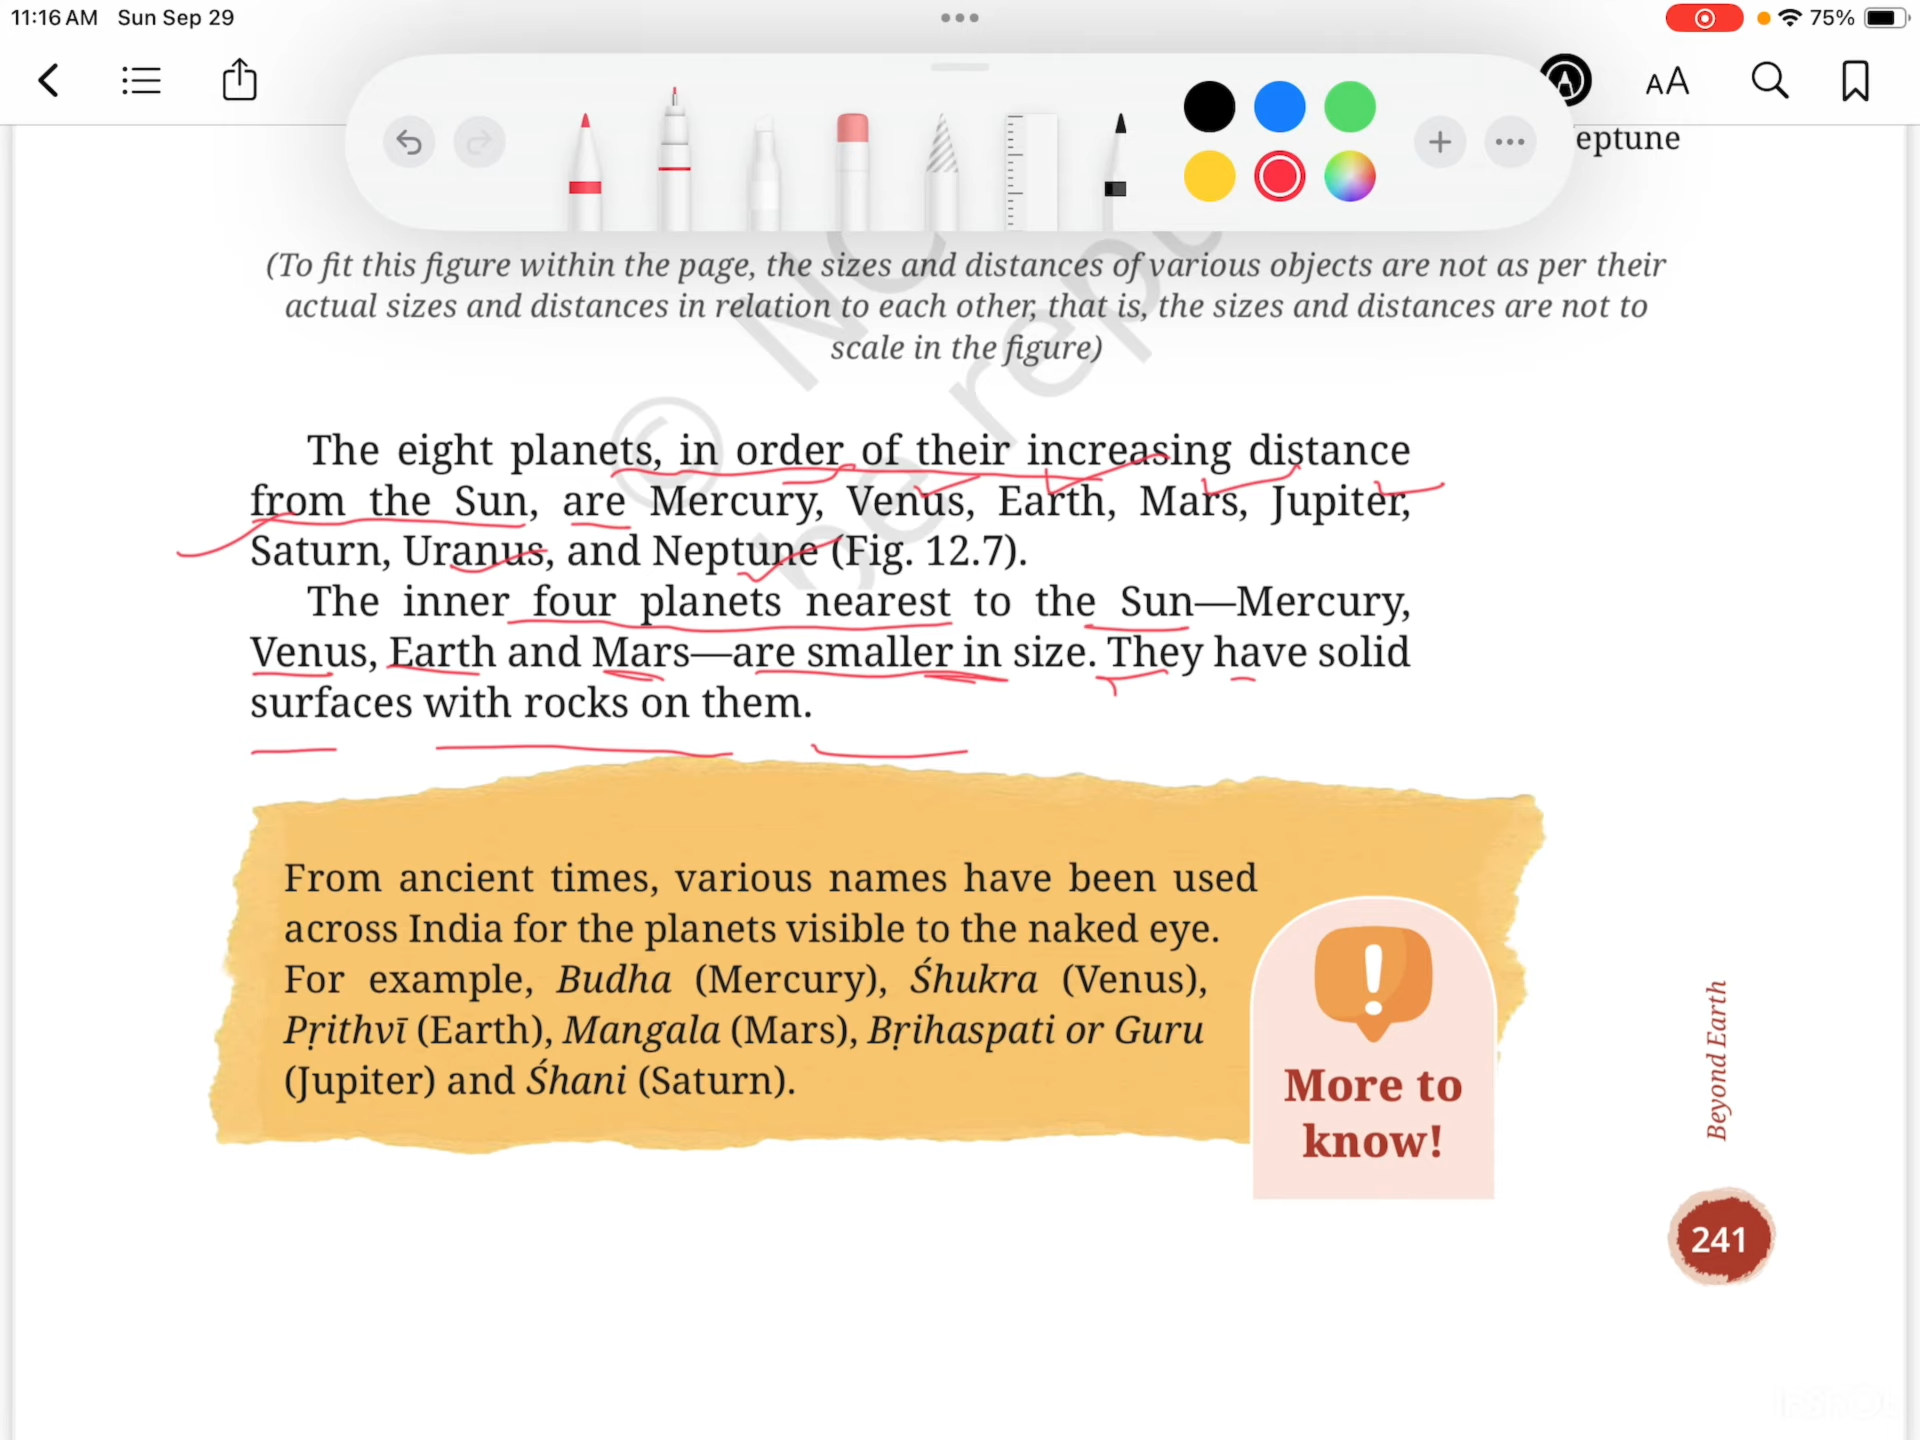 11:16 AM Sun Sep 29
75%
AA
eptune
(To fit this figure within the page, the sizes and distances of various objects are not as per their
actual sizes and distances in relation to each other, that is, the sizes and distances are not to
scale in the figure)
The eight planets, in order of their increasing distance
from the Sun, are Mercury, Venus, Earth, Mars, Jupiter,
Saturn, Uranus, and Neptune (Fig. 12.7).
The inner four planets nearest to the Sun—Mercury,
Venus, Earth and Mars—are smaller in size. They have solid
surfaces with rocks on them.
From ancient times, various names have been used
across India for the planets visible to the naked eye.
For example, Budha (Mercury), Śhukra (Venus),
Pṛithvī (Earth), Mangala (Mars), Bṛihaspati or Guru
(Jupiter) and Śhani (Saturn).
More to
know!
Beyond Earth
241